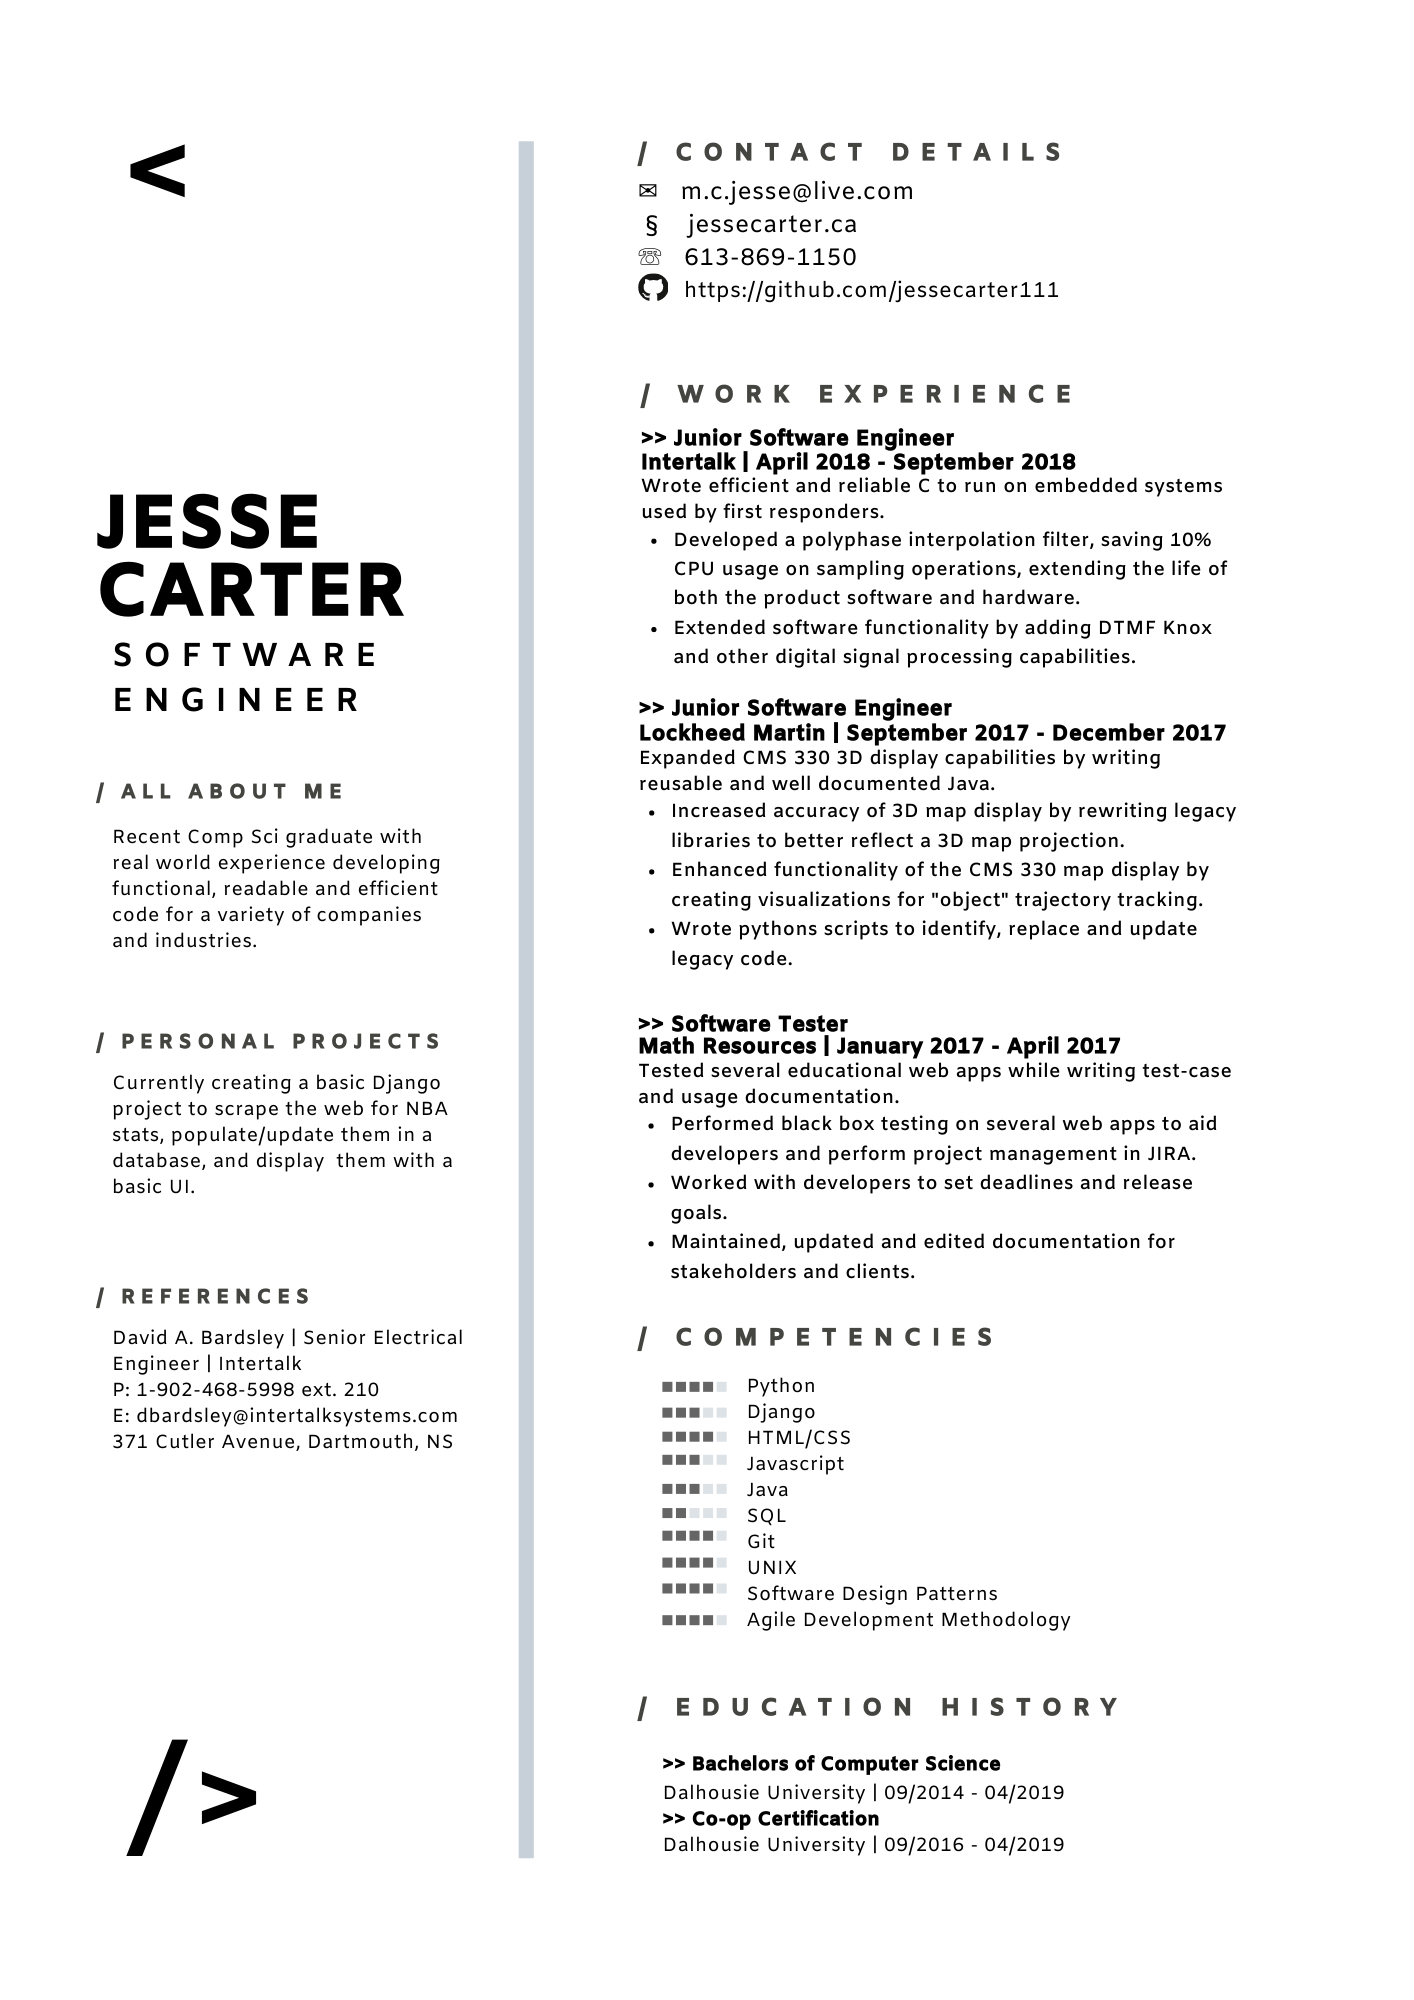 <
JESSE
CARTER
SOFTWARE
ENGINEER
/ ALL ABOUT ME
Recent Comp Sci graduate with
real world experience developing
functional, readable and efficient
code for a variety of companies
and industries.
/ PERSONAL PROJECTS
Currently creating a basic Django
project to scrape the web for NBA
stats, populate/update them in a
database, and display  them with a
basic UI.
/ REFERENCES
David A. Bardsley | Senior Electrical
Engineer | Intertalk
P: 1-902-468-5998 ext. 210
E: dbardsley@intertalksystems.com
371 Cutler Avenue, Dartmouth, NS
/>
/ CONTACT DETAILS
✉ m.c.jesse@live.com
§ jessecarter.ca
☏ 613-869-1150
https://github.com/jessecarter111
/ WORK EXPERIENCE
>> Junior Software Engineer
Intertalk | April 2018 - September 2018
Wrote efficient and reliable C to run on embedded systems
used by first responders.
• Developed a polyphase interpolation filter, saving 10%
CPU usage on sampling operations, extending the life of
both the product software and hardware.
• Extended software functionality by adding DTMF Knox
and other digital signal processing capabilities.
>> Junior Software Engineer
Lockheed Martin | September 2017 - December 2017
Expanded CMS 330 3D display capabilities by writing
reusable and well documented Java.
• Increased accuracy of 3D map display by rewriting legacy
libraries to better reflect a 3D map projection.
• Enhanced functionality of the CMS 330 map display by
creating visualizations for "object" trajectory tracking.
• Wrote pythons scripts to identify, replace and update
legacy code.
>> Software Tester
Math Resources | January 2017 - April 2017
Tested several educational web apps while writing test-case
and usage documentation.
• Performed black box testing on several web apps to aid
developers and perform project management in JIRA.
• Worked with developers to set deadlines and release
goals.
• Maintained, updated and edited documentation for
stakeholders and clients.
/ COMPETENCIES
Python
Django
HTML/CSS
Javascript
Java
SQL
Git
UNIX
Software Design Patterns
Agile Development Methodology
/ EDUCATION HISTORY
>> Bachelors of Computer Science
Dalhousie University | 09/2014 - 04/2019
>> Co-op Certification
Dalhousie University | 09/2016 - 04/2019